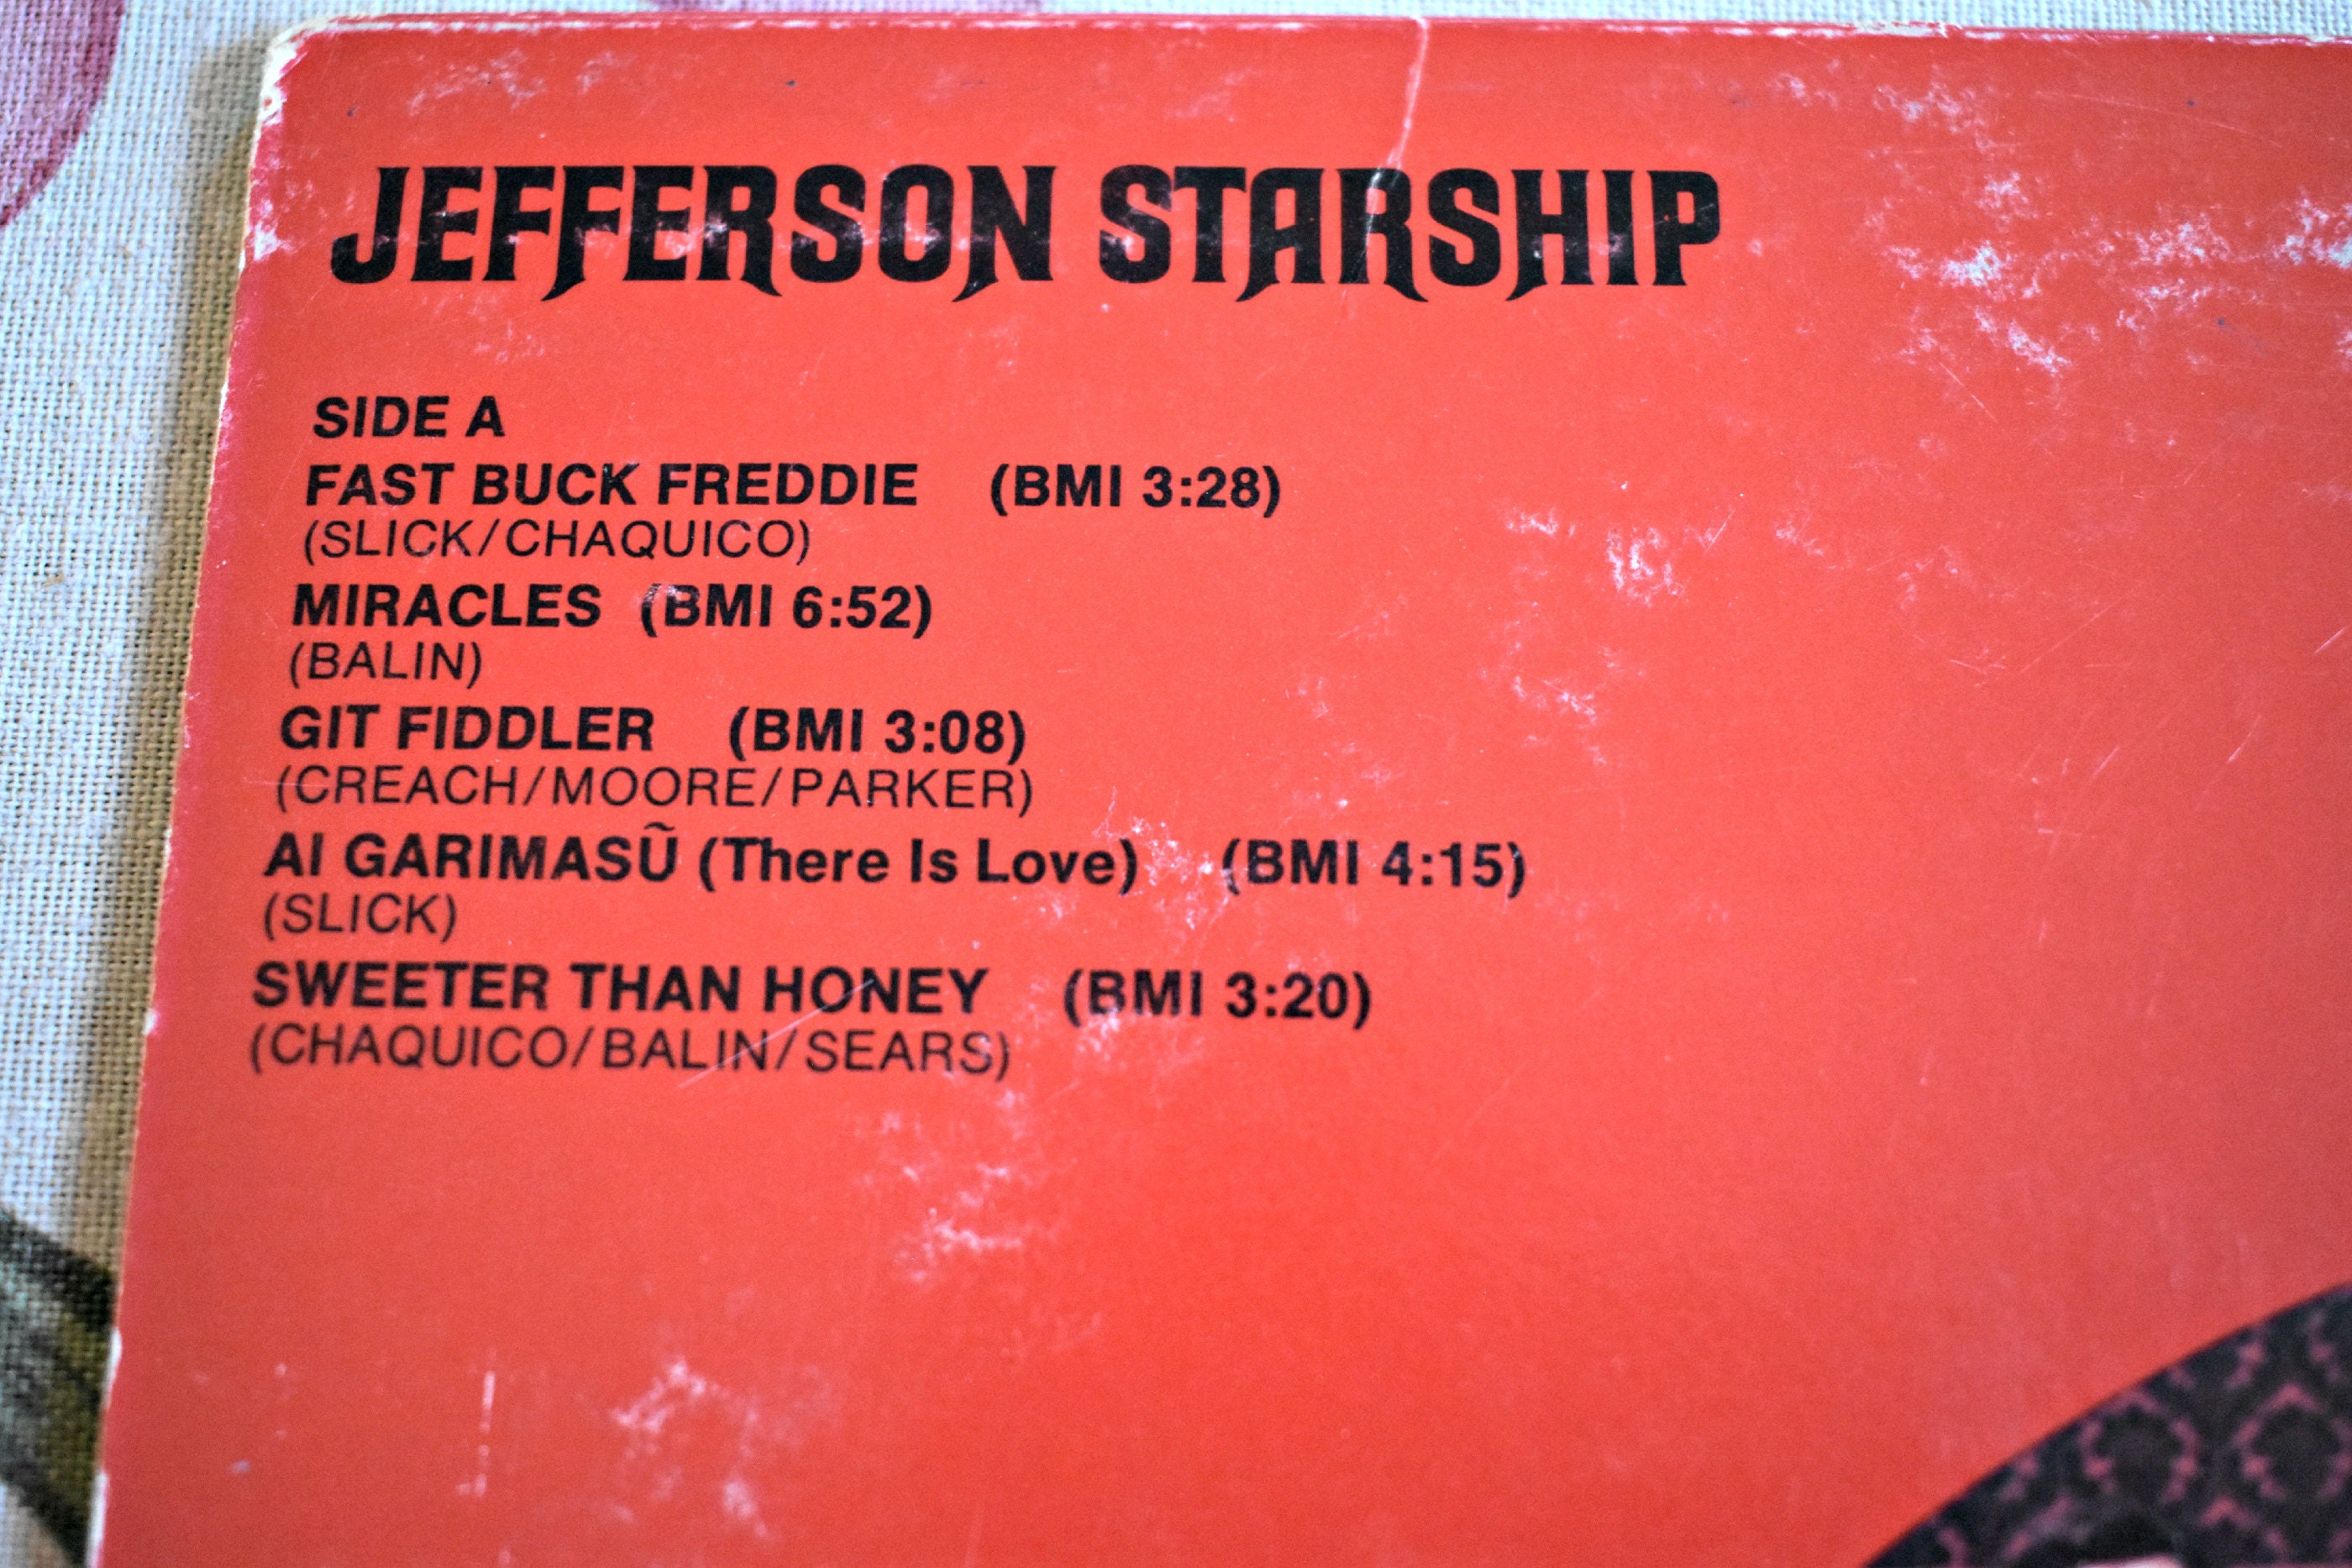 JEFFERSON STARSHIP
SIDE A
FAST BUCK FREDDIE (BMI 3:28)
(SLICK/CHAQUICO)
MIRACLES (BMI 6:52)
(BALIN)
GIT FIDDLER (BMI 3:08)
(CREACH/MOORE/PARKER)
AI GARIMASŨ (There Is Love) (BMI 4:15)
(SLICK)
SWEETER THAN HONEY (BMI 3:20)
(CHAQUICO/BALIN/SEARS)